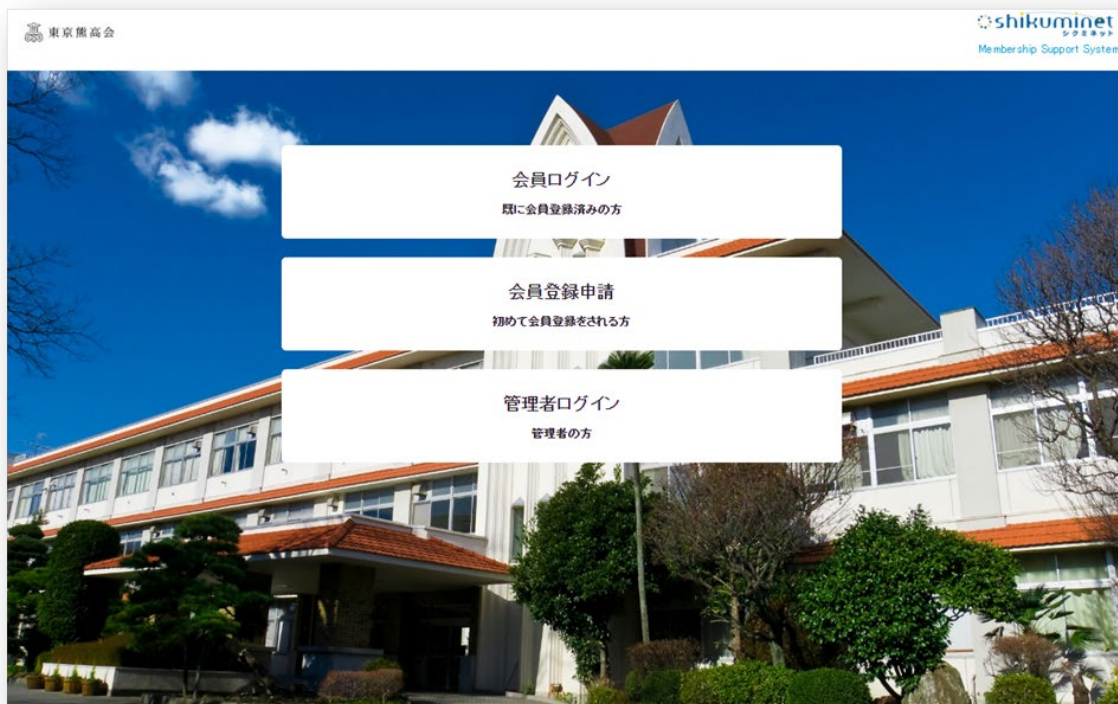 東京熊高会
shikuminet
シクミネット
Membership Support System
会員ログイン
既に会員登録済みの方
会員登録申請
初めて会員登録をされる方
管理者ログイン
管理者の方